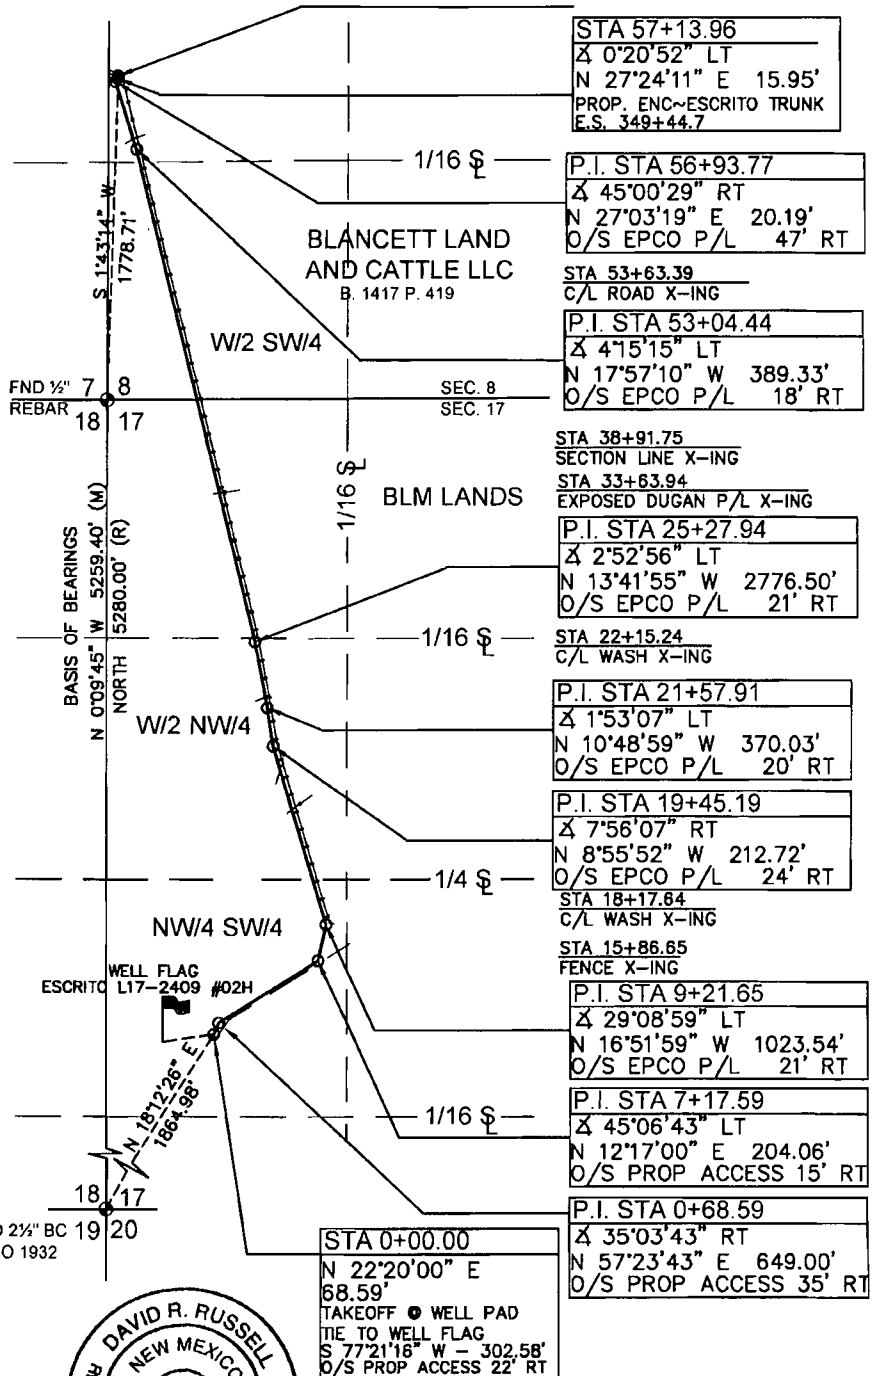 STA 57+13.96
∡ 0°20'52" LT
N 27°24'11" E 15.95'
PROP. ENC~ESCRITO TRUNK
E.S. 349+44.7
1/16 ℄
P.I. STA 56+93.77
∡ 45°00'29" RT
N 27°03'19" E 20.19'
O/S EPCO P/L 47' RT
S 1°43'14" W
1778.71'
BLANCETT LAND
AND CATTLE LLC
B. 1417 P. 419
STA 53+63.39
C/L ROAD X-ING
P.I. STA 53+04.44
∡ 4°15'15" LT
N 17°57'10" W 389.33'
O/S EPCO P/L 18' RT
W/2 SW/4
FND ½" 7 8
REBAR
18 17
SEC. 8
SEC. 17
STA 38+91.75
SECTION LINE X-ING
STA 33+63.94
EXPOSED DUGAN P/L X-ING
1/16 ℄
BLM LANDS
P.I. STA 25+27.94
∡ 2°52'56" LT
N 13°41'55" W 2776.50'
O/S EPCO P/L 21' RT
BASIS OF BEARINGS
N 0°09'45" W 5259.40' (M)
NORTH 5280.00' (R)
1/16 ℄
STA 22+15.24
C/L WASH X-ING
P.I. STA 21+57.91
∡ 1°53'07" LT
N 10°48'59" W 370.03'
O/S EPCO P/L 20' RT
W/2 NW/4
P.I. STA 19+45.19
∡ 7°56'07" RT
N 8°55'52" W 212.72'
O/S EPCO P/L 24' RT
1/4 ℄
STA 18+17.64
C/L WASH X-ING
NW/4 SW/4
STA 15+86.65
FENCE X-ING
WELL FLAG
ESCRITO L17-2409 #02H
P.I. STA 9+21.65
∡ 29°08'59" LT
N 16°51'59" W 1023.54'
O/S EPCO P/L 21' RT
N 18°12'26" E
1864.98'
1/16 ℄
P.I. STA 7+17.59
∡ 45°06'43" LT
N 12°17'00" E 204.06'
O/S PROP ACCESS 15' RT
18 17
2½" BC 19 20
O 1932
P.I. STA 0+68.59
∡ 35°03'43" RT
N 57°23'43" E 649.00'
O/S PROP ACCESS 35' RT
STA 0+00.00
N 22°20'00" E
68.59'
TAKEOFF @ WELL PAD
TIE TO WELL FLAG
S 77°21'16" W - 302.58'
O/S PROP ACCESS 22' RT
DAVID R. RUSSELL
NEW MEXICO